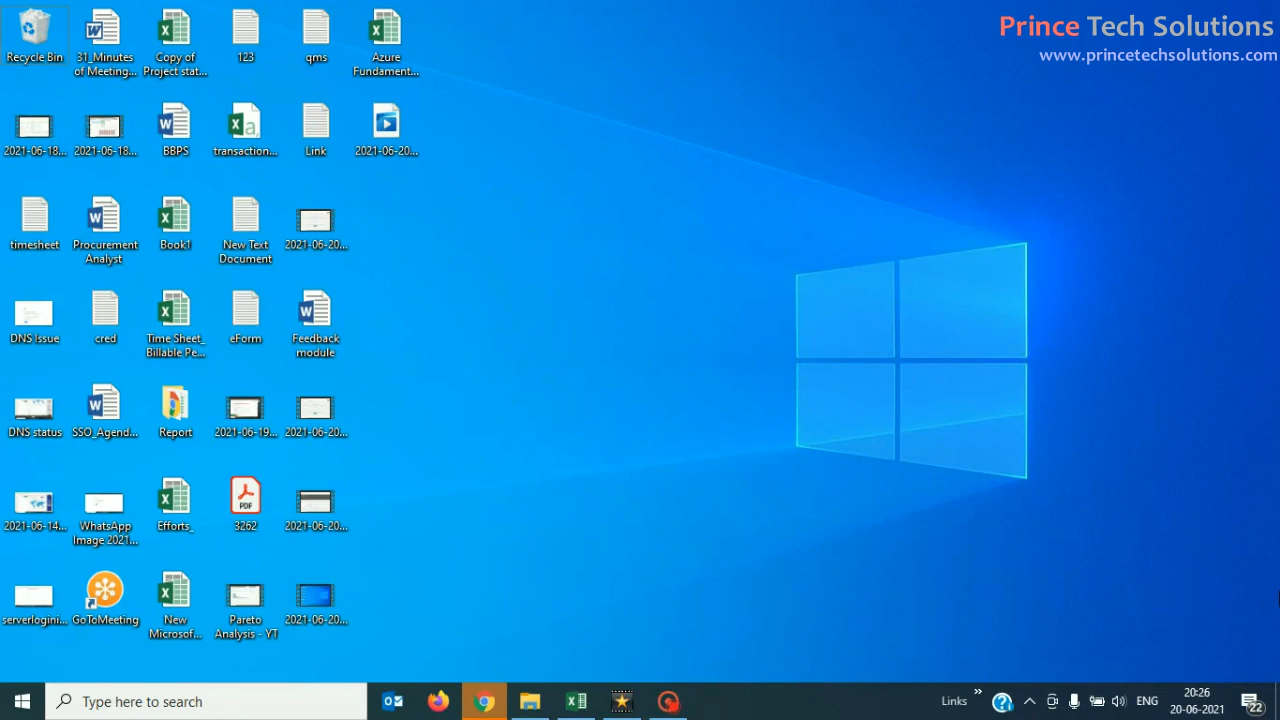 Prince Tech Solutions
www.princetechsolutions.com
Recycle Bin
31_Minutes
of Meeting...
Copy of
Project stat...
123
qms
Azure
Fundament...
2021-06-18...
2021-06-18...
BBPS
transaction...
Link
2021-06-20...
timesheet
Procurement
Analyst
Book1
New Text
Document
2021-06-20...
DNS Issue
cred
Time Sheet_
Billable Pe...
eForm
Feedback
module
DNS status
SSO_Agend...
Report
2021-06-19...
2021-06-20...
2021-06-14...
WhatsApp
Image 2021...
Efforts_
PDF
3262
2021-06-20...
serverlogini...
GoToMeeting
New
Microsof...
Pareto
Analysis - YT
2021-06-20...
Type here to search
Links
ENG
20:26
20-06-2021
22